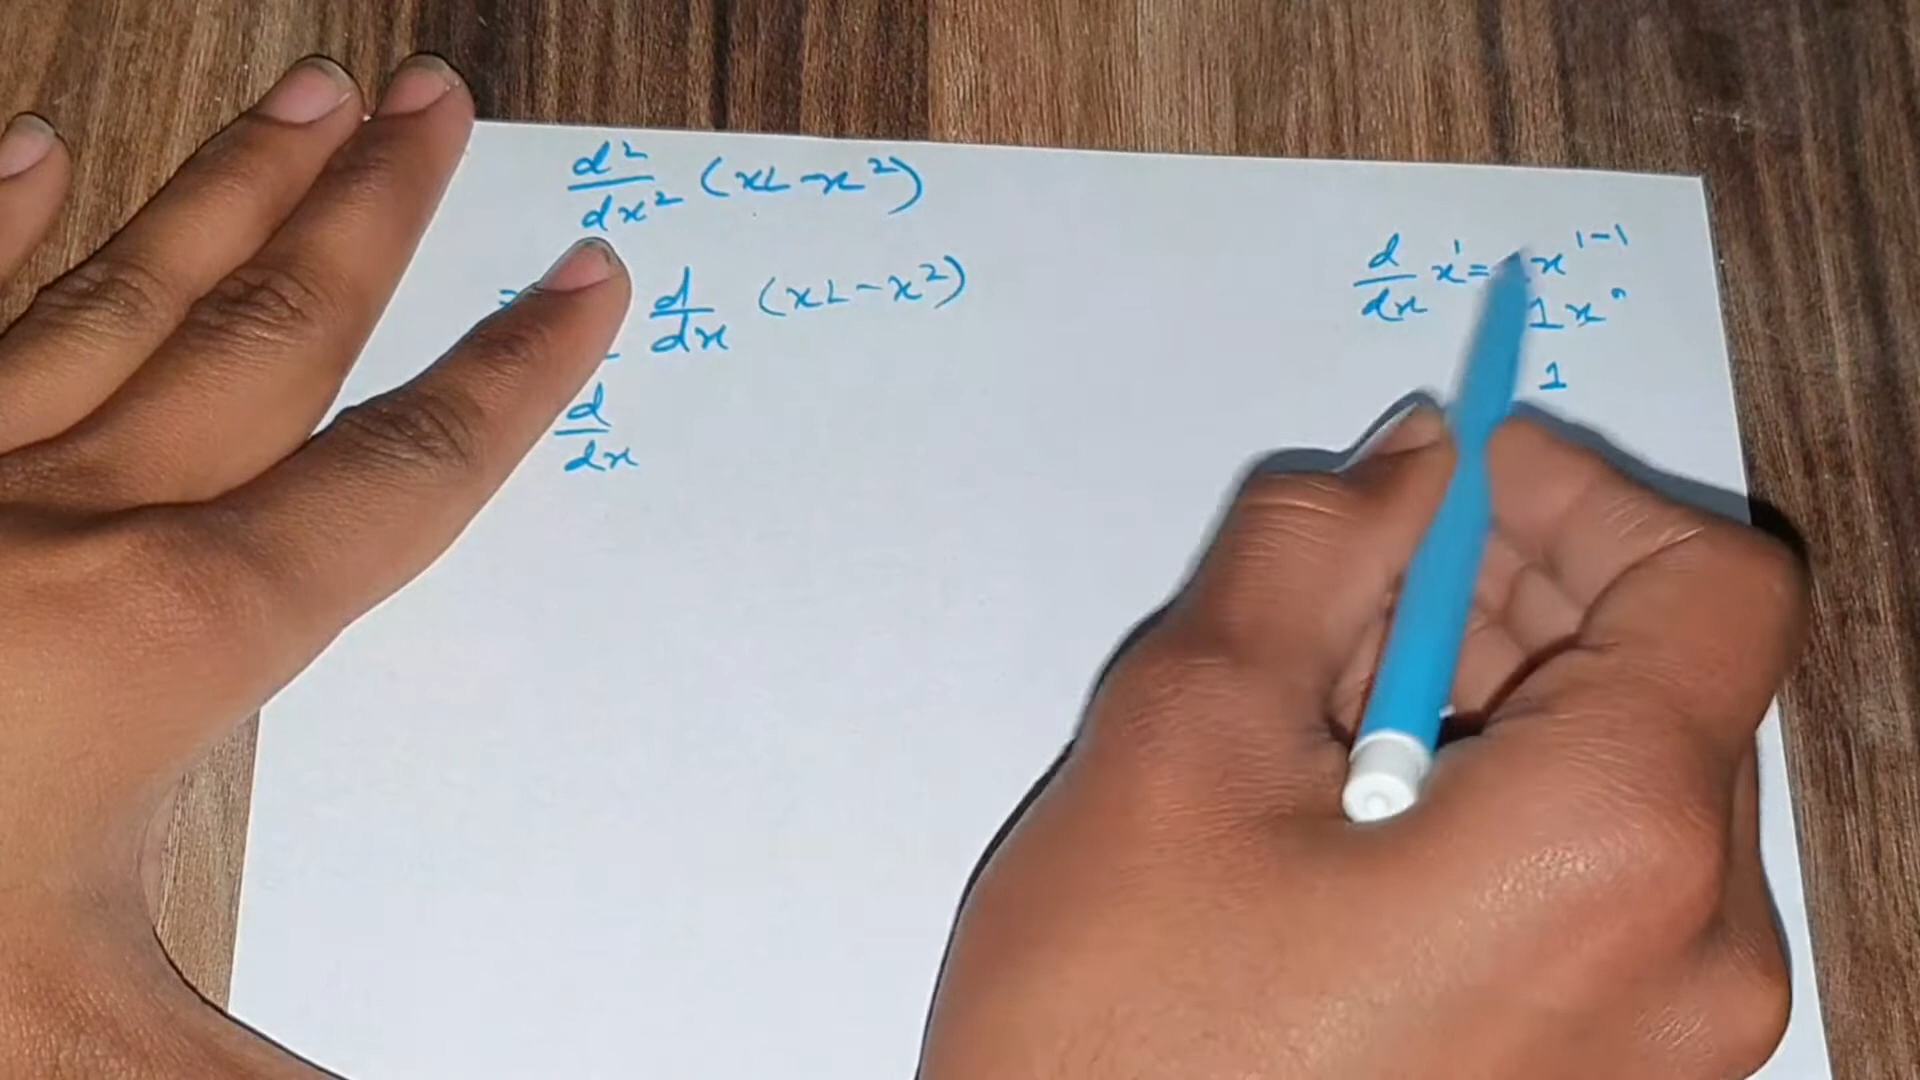 d²/dx² (xL - x²)
= d/dx (xL - x²)
d/dx
d/dx x¹ = x¹⁻¹
1x⁰
1